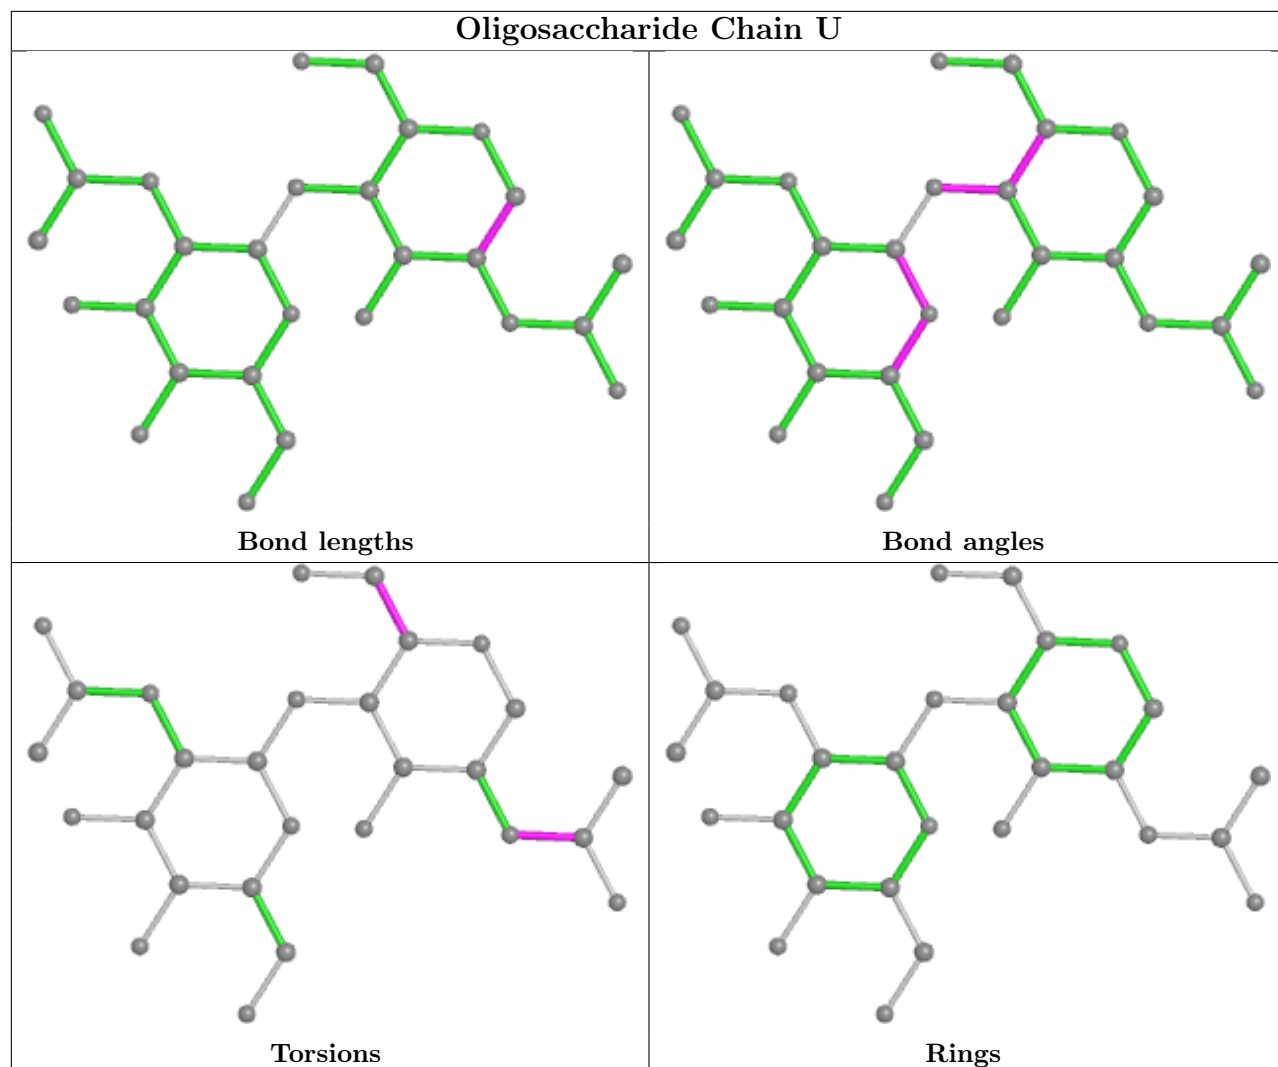 Oligosaccharide Chain U
Bond lengths
Bond angles
Torsions
Rings